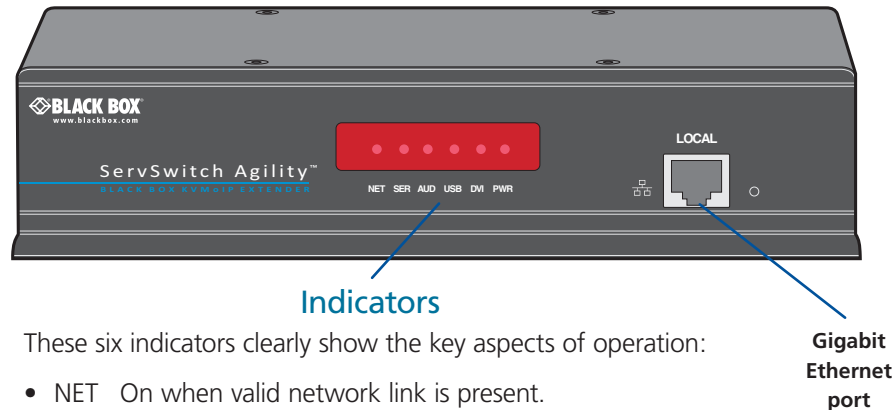 BLACK BOX®
www.blackbox.com
LOCAL
ServSwitch Agility™
BLACK BOX KVMoIP EXTENDER
NET SER AUD USB DVI PWR
Indicators
These six indicators clearly show the key aspects of operation:
• NET On when valid network link is present.
Gigabit
Ethernet
port